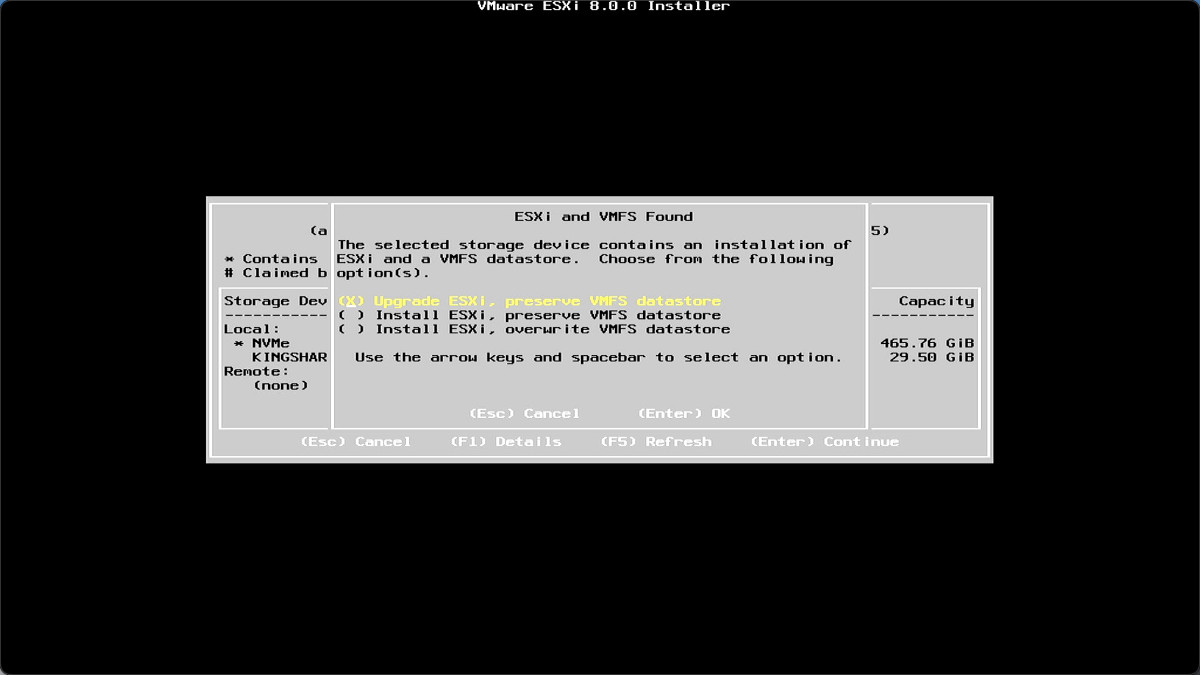 VMware ESXi 8.0.0 Installer
ESXi and VMFS Found
(a 5)
The selected storage device contains an installation of
* Contains ESXi and a VMFS datastore. Choose from the following
# Claimed b option(s).
Storage Dev (X) Upgrade ESXi, preserve VMFS datastore Capacity
----------- ( ) Install ESXi, preserve VMFS datastore -----------
Local: ( ) Install ESXi, overwrite VMFS datastore
* NVMe 465.76 GiB
KINGSHAR Use the arrow keys and spacebar to select an option. 29.50 GiB
Remote:
(none)
(Esc) Cancel (Enter) OK
(Esc) Cancel (F1) Details (F5) Refresh (Enter) Continue